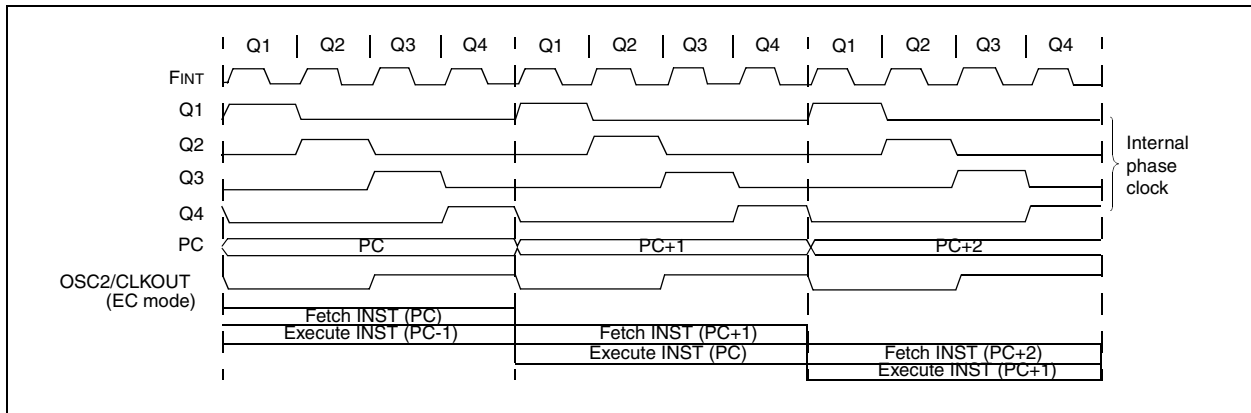 Q1 Q2 Q3 Q4 Q1 Q2 Q3 Q4 Q1 Q2 Q3 Q4
FINT
Q1
Q2
Q3
Q4
Internal
phase
clock
PC PC PC+1 PC+2
OSC2/CLKOUT
(EC mode)
Fetch INST (PC)
Execute INST (PC-1) Fetch INST (PC+1)
Execute INST (PC) Fetch INST (PC+2)
Execute INST (PC+1)